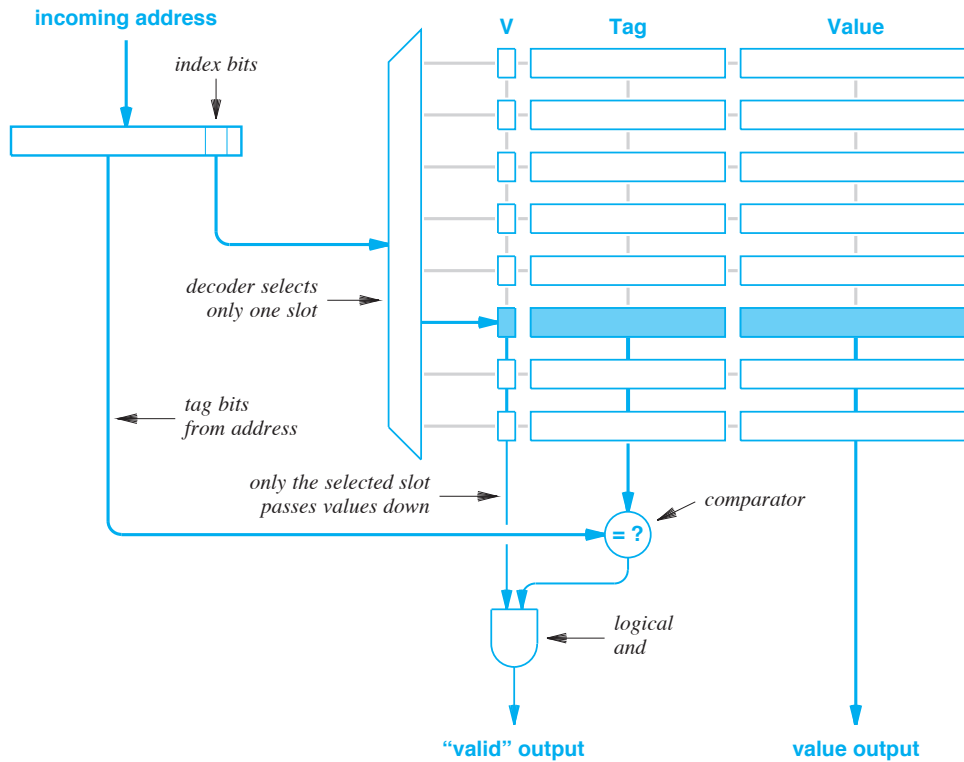 incoming address
V
Tag
Value
index bits
decoder selects
only one slot
tag bits
from address
only the selected slot
passes values down
comparator
= ?
logical
and
“valid” output
value output